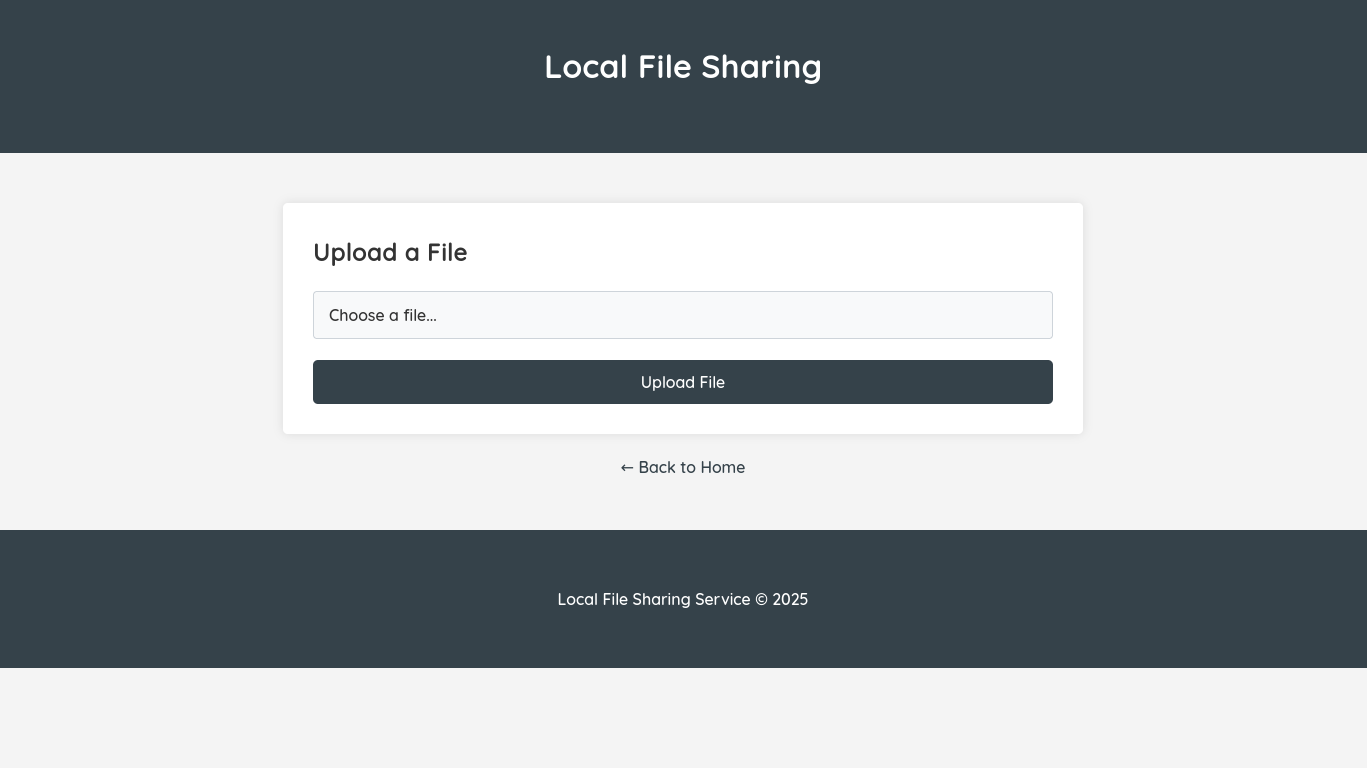 Local File Sharing
Upload a File
Choose a file...
Upload File
← Back to Home
Local File Sharing Service © 2025